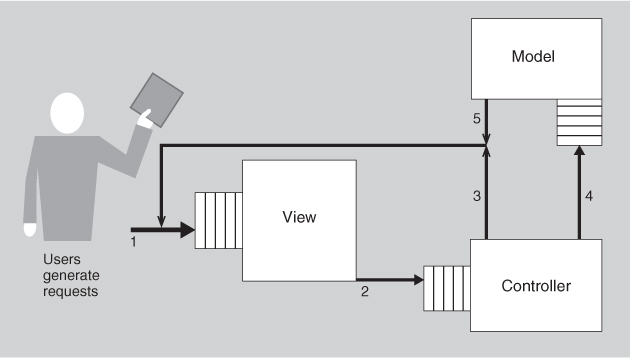 Model
5
View
3
4
1
Users
generate
requests
2
Controller